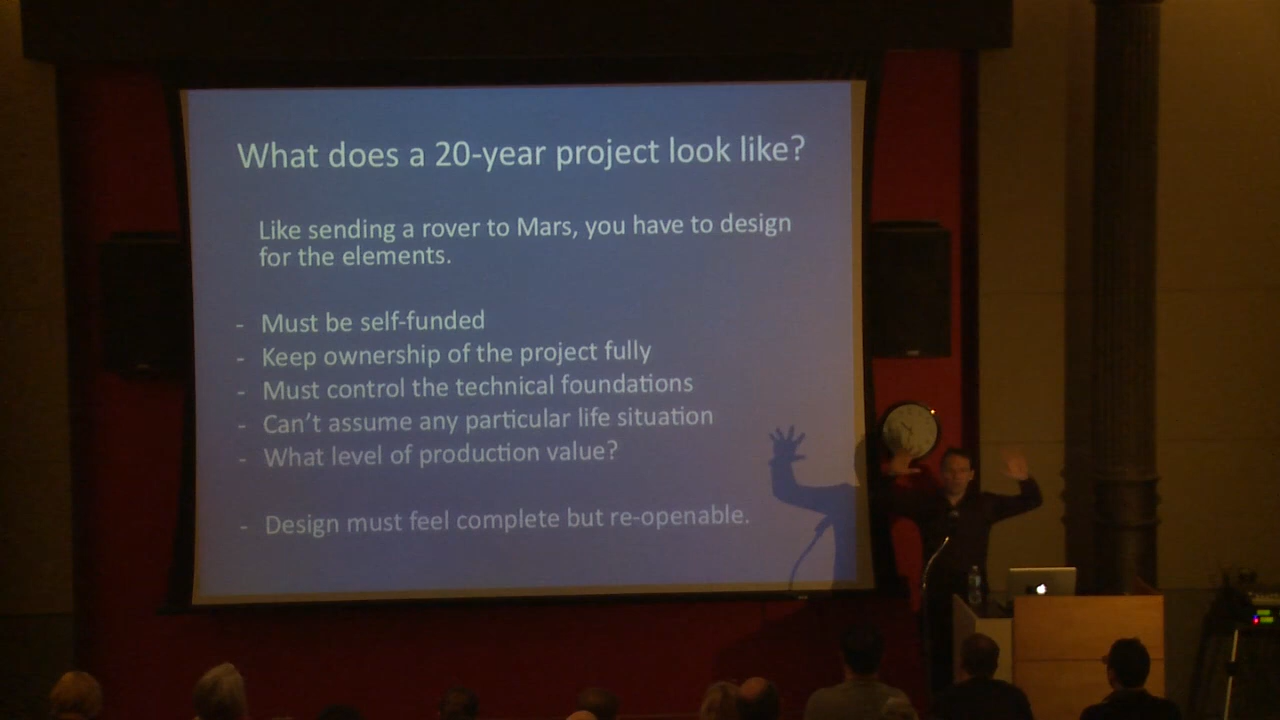 What does a 20-year project look like?
Like sending a rover to Mars, you have to design
for the elements.
- Must be self-funded
- Keep ownership of the project fully
- Must control the technical foundations
- Can't assume any particular life situation
- What level of production value?
- Design must feel complete but re-openable.